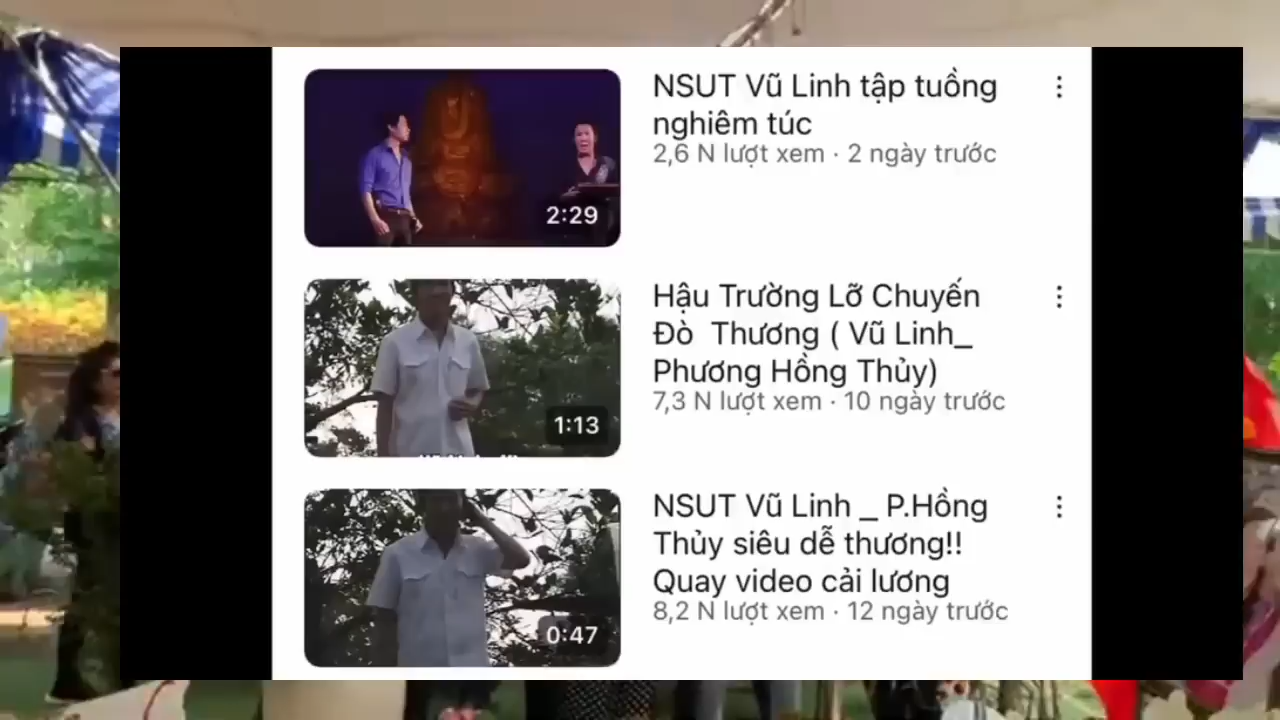 NSUT Vũ Linh tập tuồng
nghiêm túc
2,6 N lượt xem · 2 ngày trước
2:29
Hậu Trường Lỡ Chuyến
Đò Thương ( Vũ Linh_
Phương Hồng Thủy)
7,3 N lượt xem · 10 ngày trước
1:13
NSUT Vũ Linh _ P.Hồng
Thủy siêu dễ thương!!
Quay video cải lương
8,2 N lượt xem · 12 ngày trước
0:47